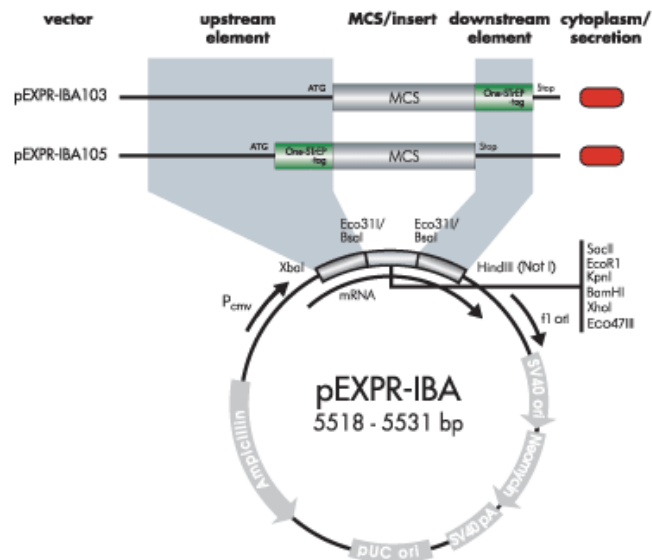 vector upstream element MCS/insert downstream element cytoplasm/ secretion
pEXPR-IBA103 ATG MCS One-STrEP -tag Stop
pEXPR-IBA105 ATG One-STrEP -tag MCS Stop
Eco31I/ BsaI Eco31I/ BsaI
XbaI HindIII (Not I)
mRNA
Pcmv
f1 ori
SacII
EcoR1
KpnI
BamHI
XhoI
Eco47III
pEXPR-IBA
5518 - 5531 bp
Ampicillin
SV40 ori
Neomycin
SV40 pA
pUC ori